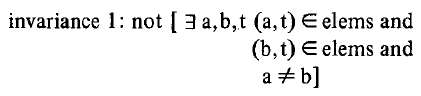 invariance 1: not [ ∃ a,b,t (a,t) ∈ elems and
(b,t) ∈ elems and
a ≠ b]